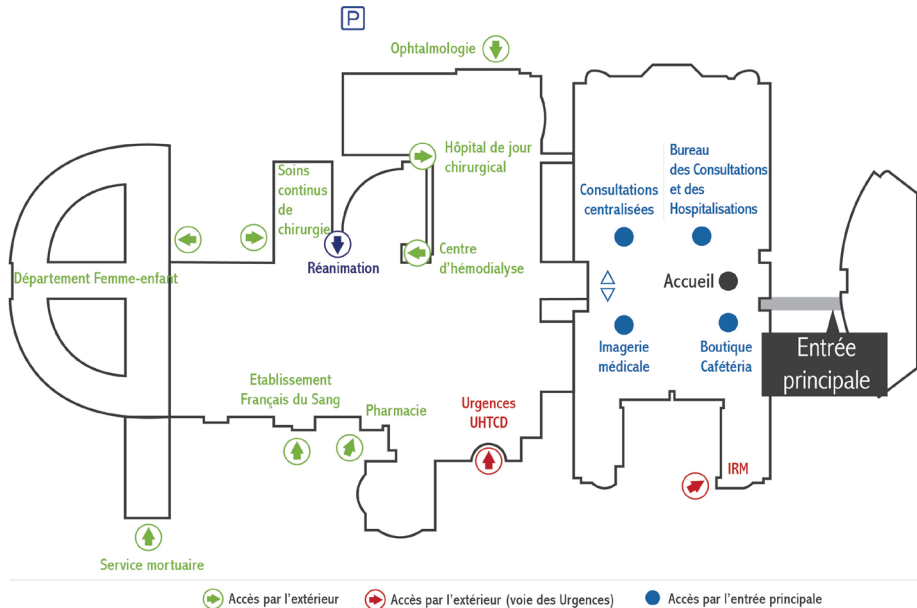 P
Ophtalmologie
Hôpital de jour
chirurgical
Soins
continus
de
chirurgie
Bureau
des Consultations
et des
Hospitalisations
Consultations
centralisées
Réanimation
Centre
d'hémodialyse
Département Femme-enfant
Accueil
Imagerie
médicale
Boutique
Cafétéria
Entrée
principale
Etablissement
Français du Sang
Pharmacie
Urgences
UHTCD
IRM
Service mortuaire
Accès par l'extérieur
Accès par l'extérieur (voie des Urgences)
Accès par l'entrée principale